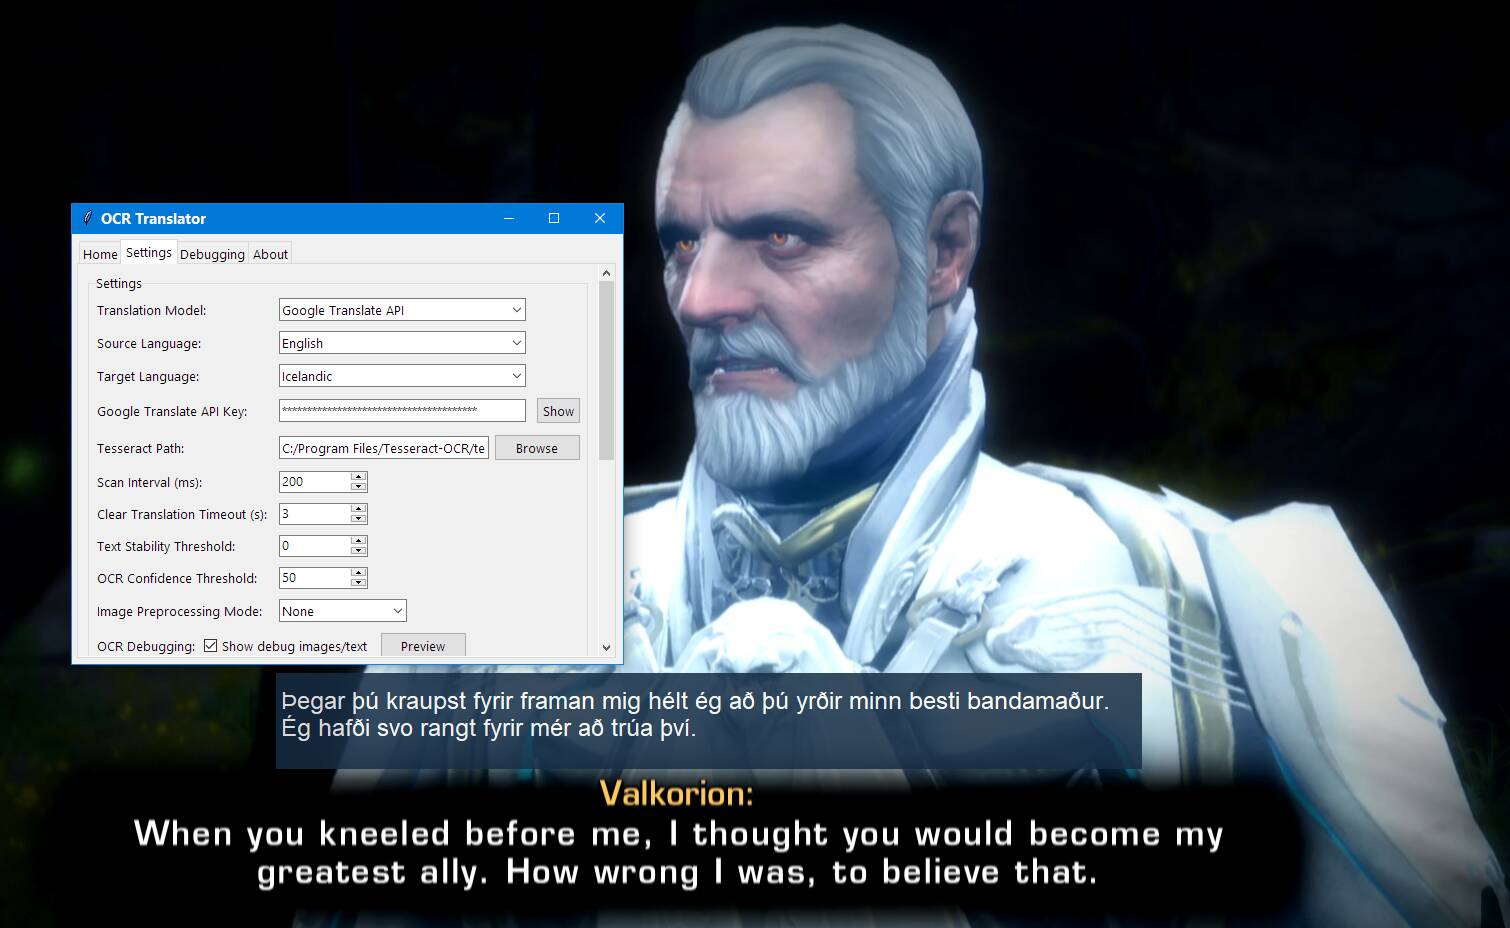 OCR Translator
Home Settings Debugging About
Settings
Translation Model: Google Translate API
Source Language: English
Target Language: Icelandic
Google Translate API Key: *************************************** Show
Tesseract Path: C:/Program Files/Tesseract-OCR/te Browse
Scan Interval (ms): 200
Clear Translation Timeout (s): 3
Text Stability Threshold: 0
OCR Confidence Threshold: 50
Image Preprocessing Mode: None
OCR Debugging: Show debug images/text Preview
Þegar þú kraupst fyrir framan mig hélt ég að þú yrðir minn besti bandamaður.
Ég hafði svo rangt fyrir mér að trúa því.
Valkorion:
When you kneeled before me, I thought you would become my
greatest ally. How wrong I was, to believe that.